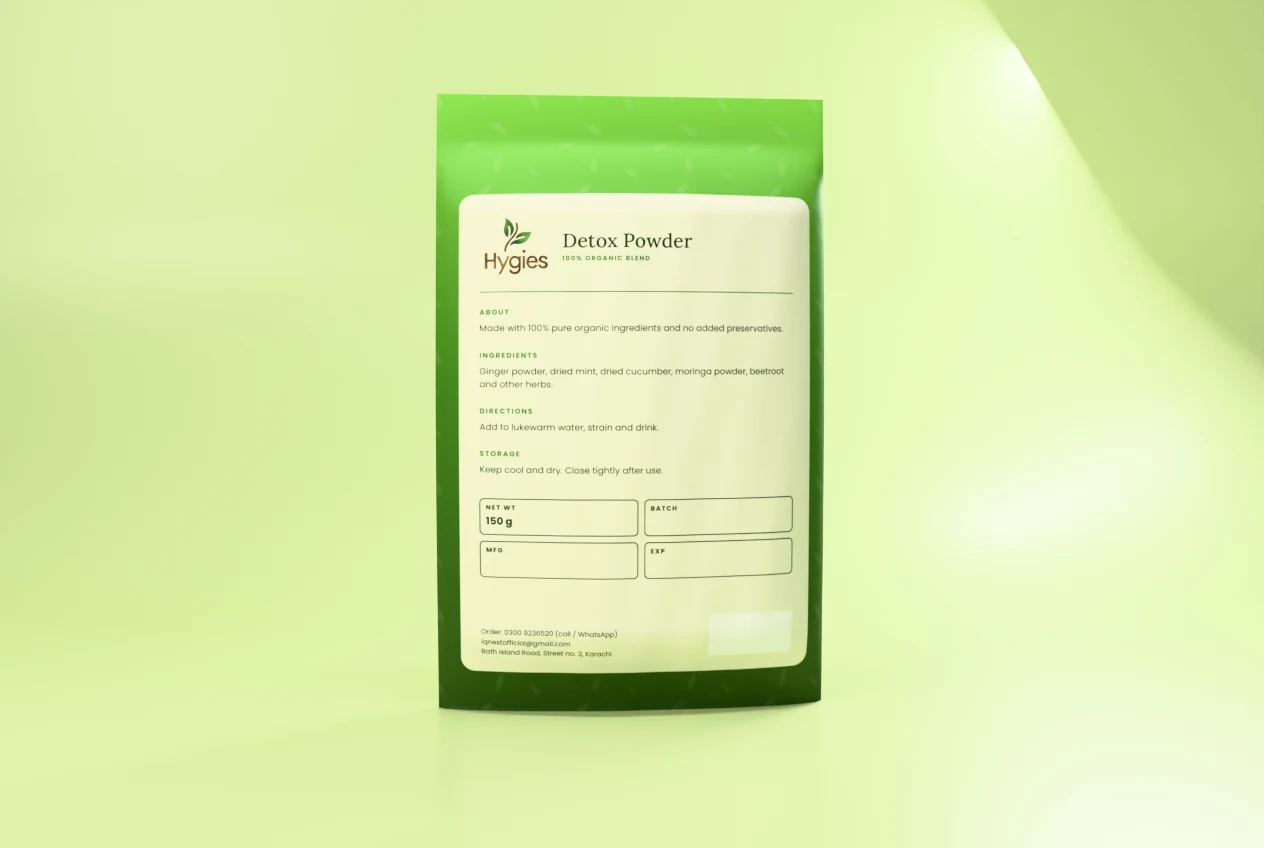 Hygies
Detox Powder
100% ORGANIC BLEND
ABOUT
Made with 100% pure organic ingredients and no added preservatives.
INGREDIENTS
Ginger powder, dried mint, dried cucumber, moringa powder, beetroot
and other herbs.
DIRECTIONS
Add to lukewarm water, strain and drink.
STORAGE
Keep cool and dry. Close tightly after use.
NET WT
150 g
BATCH
MFG
EXP
Order: 0300 9236520 (call / WhatsApp)
iqnestofficial@gmail.com
Bath Island Road, Street no. 3, Karachi